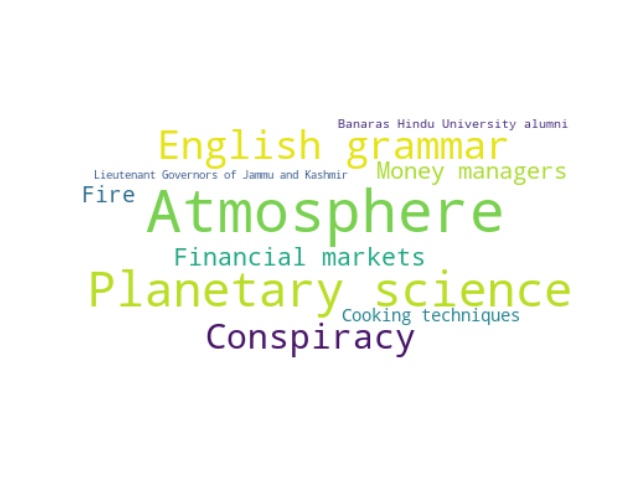 Banaras Hindu University alumni
English grammar
Money managers
Lieutenant Governors of Jammu and Kashmir
Fire
Atmosphere
Financial markets
Planetary science
Cooking techniques
Conspiracy